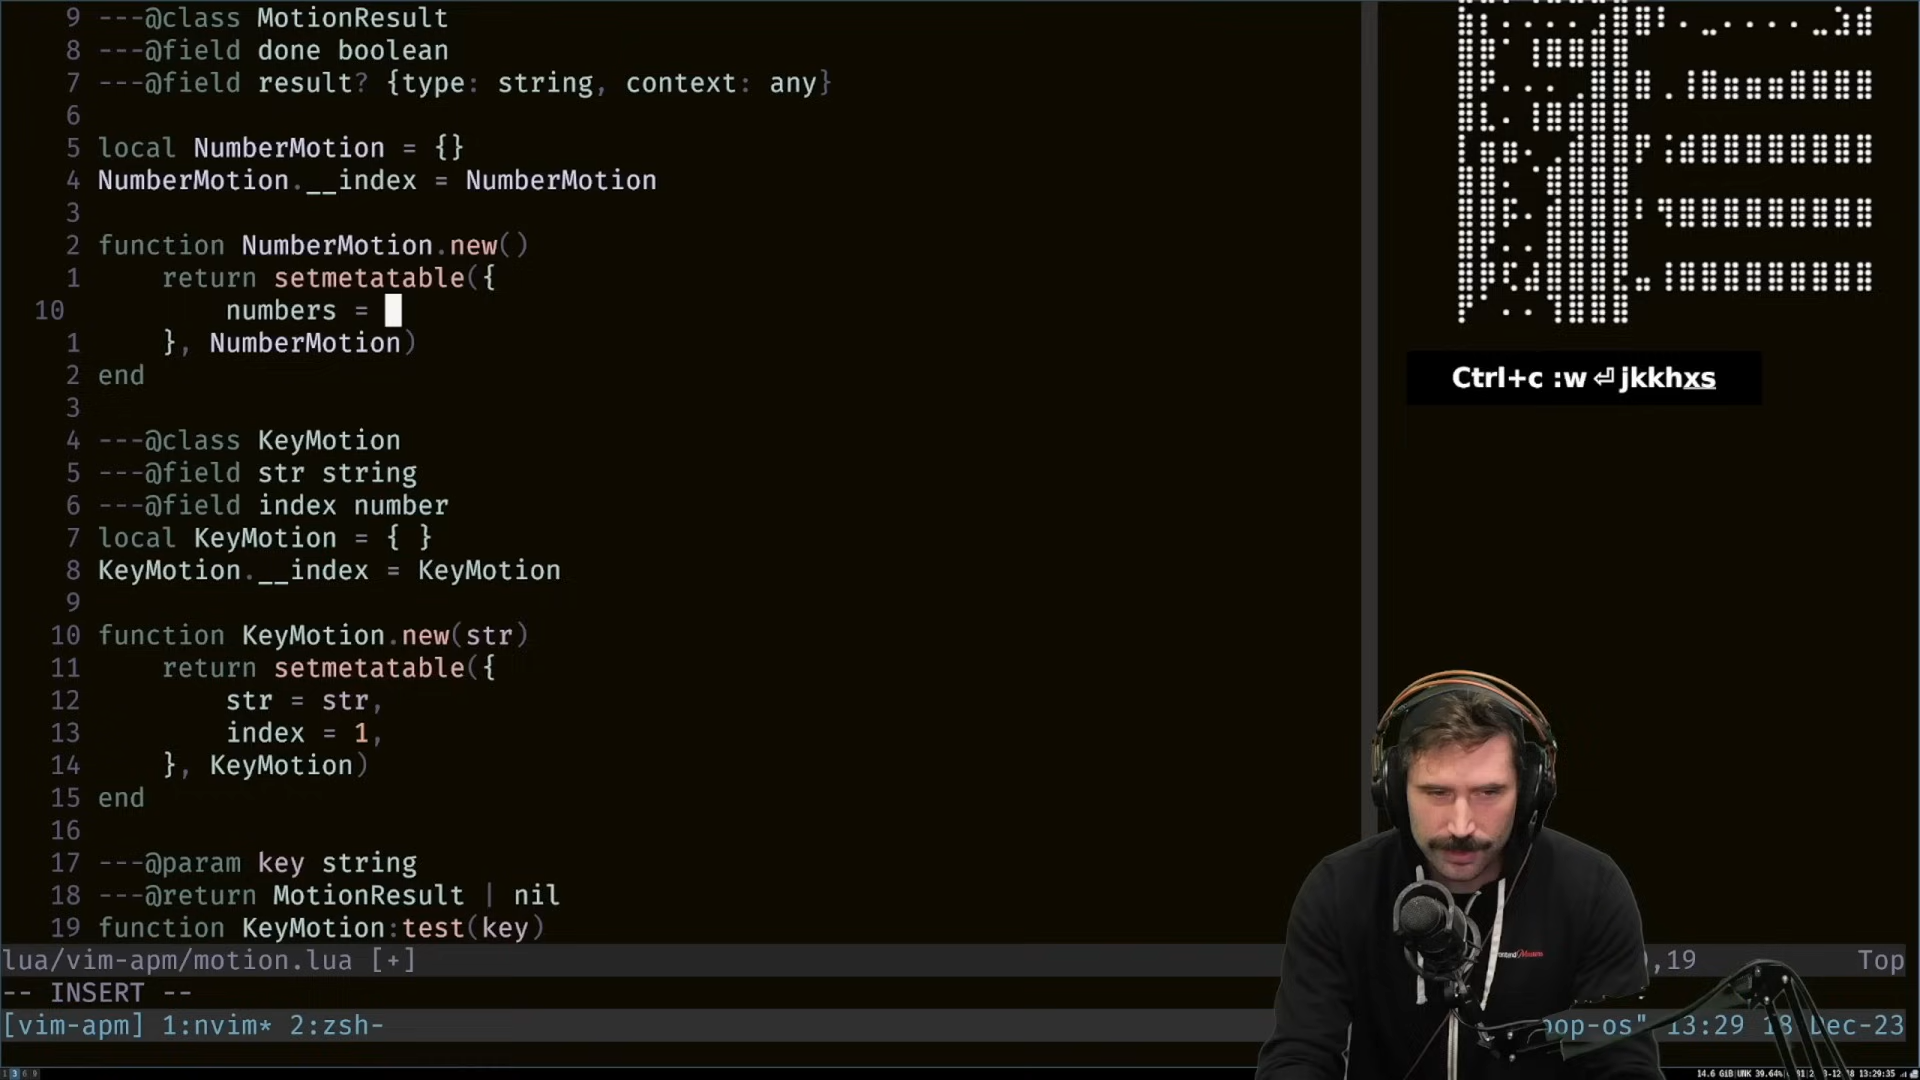 9 ---@class MotionResult
8 ---@field done boolean
7 ---@field result? {type: string, context: any}
6
5 local NumberMotion = {}
4 NumberMotion.__index = NumberMotion
3
2 function NumberMotion.new()
1 return setmetatable({
10 numbers =
1 }, NumberMotion)
2 end
3
4 ---@class KeyMotion
5 ---@field str string
6 ---@field index number
7 local KeyMotion = { }
8 KeyMotion.__index = KeyMotion
9
10 function KeyMotion.new(str)
11 return setmetatable({
12 str = str,
13 index = 1,
14 }, KeyMotion)
15 end
16
17 ---@param key string
18 ---@return MotionResult | nil
19 function KeyMotion:test(key)
Ctrl+c :w ⏎ jkkhxs
lua/vim-apm/motion.lua [+] ,19 Top
-- INSERT --
[vim-apm] 1:nvim* 2:zsh- pop-os" 13:29 18 Dec-23